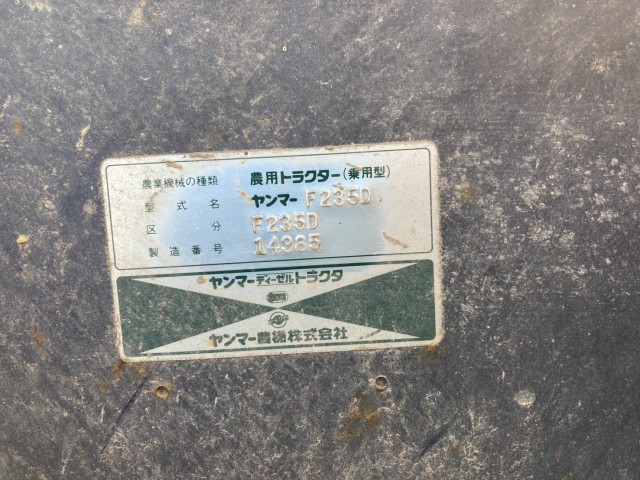 農業機械の種類 農用トラクター(乗用型)
型式名 ヤンマー F235D
区分 F235D
製造番号 14385
ヤンマーディーゼルトラクタ
ヤンマー農機株式会社